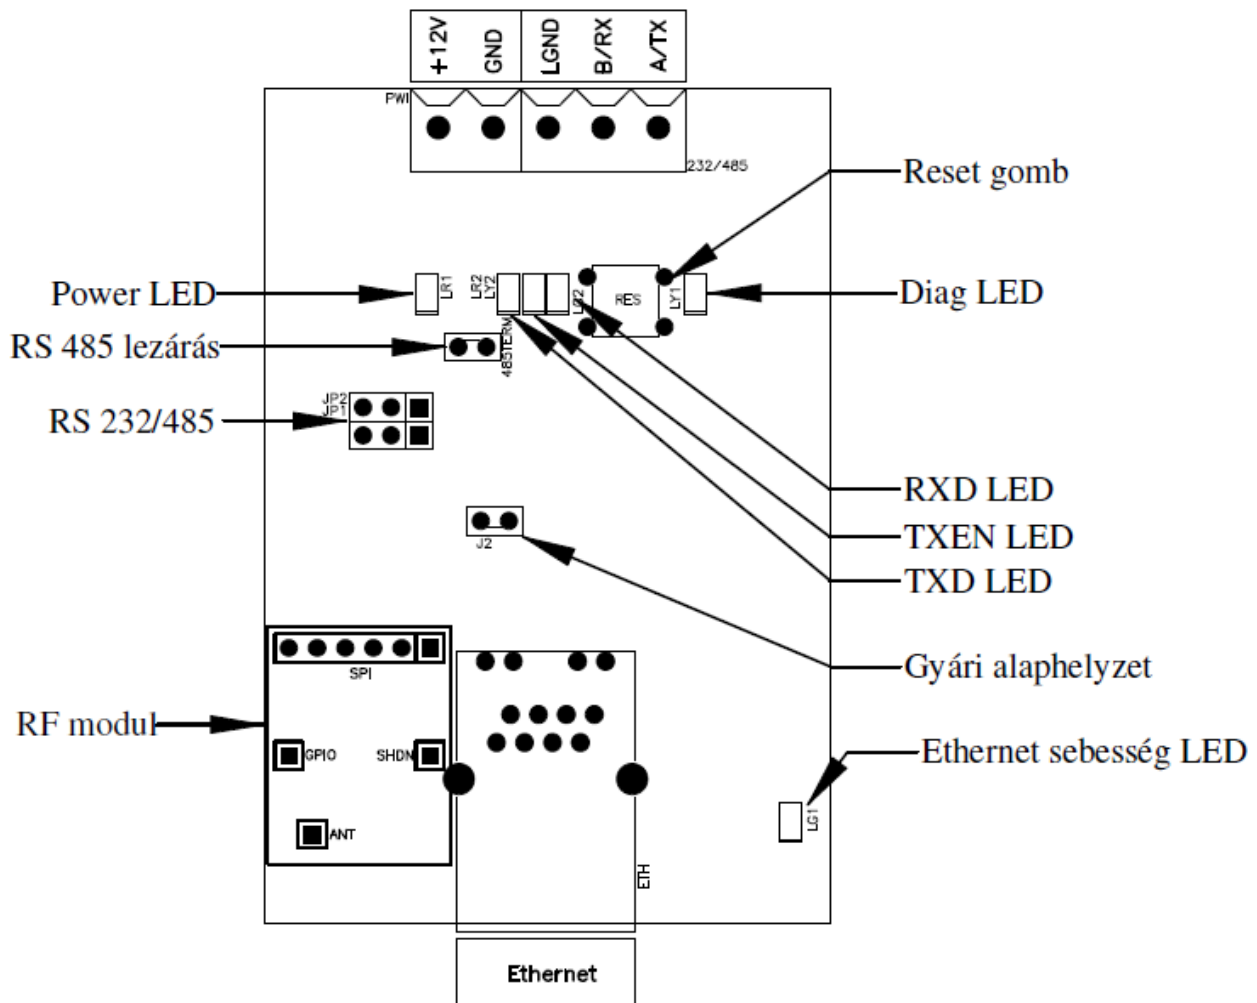 +12V
GND
LGND
B/RX
A/TX
PWI
232/485
Reset gomb
Power LED
LR1
LR2
LY2
RES
LY1
Diag LED
RS 485 lezárás
485TERM
JP2
JP1
RS 232/485
RXD LED
TXEN LED
TXD LED
J2
Gyári alaphelyzet
SPI
RF modul
GPIO
SHDN
Ethernet sebesség LED
LG1
ANT
ETH
Ethernet